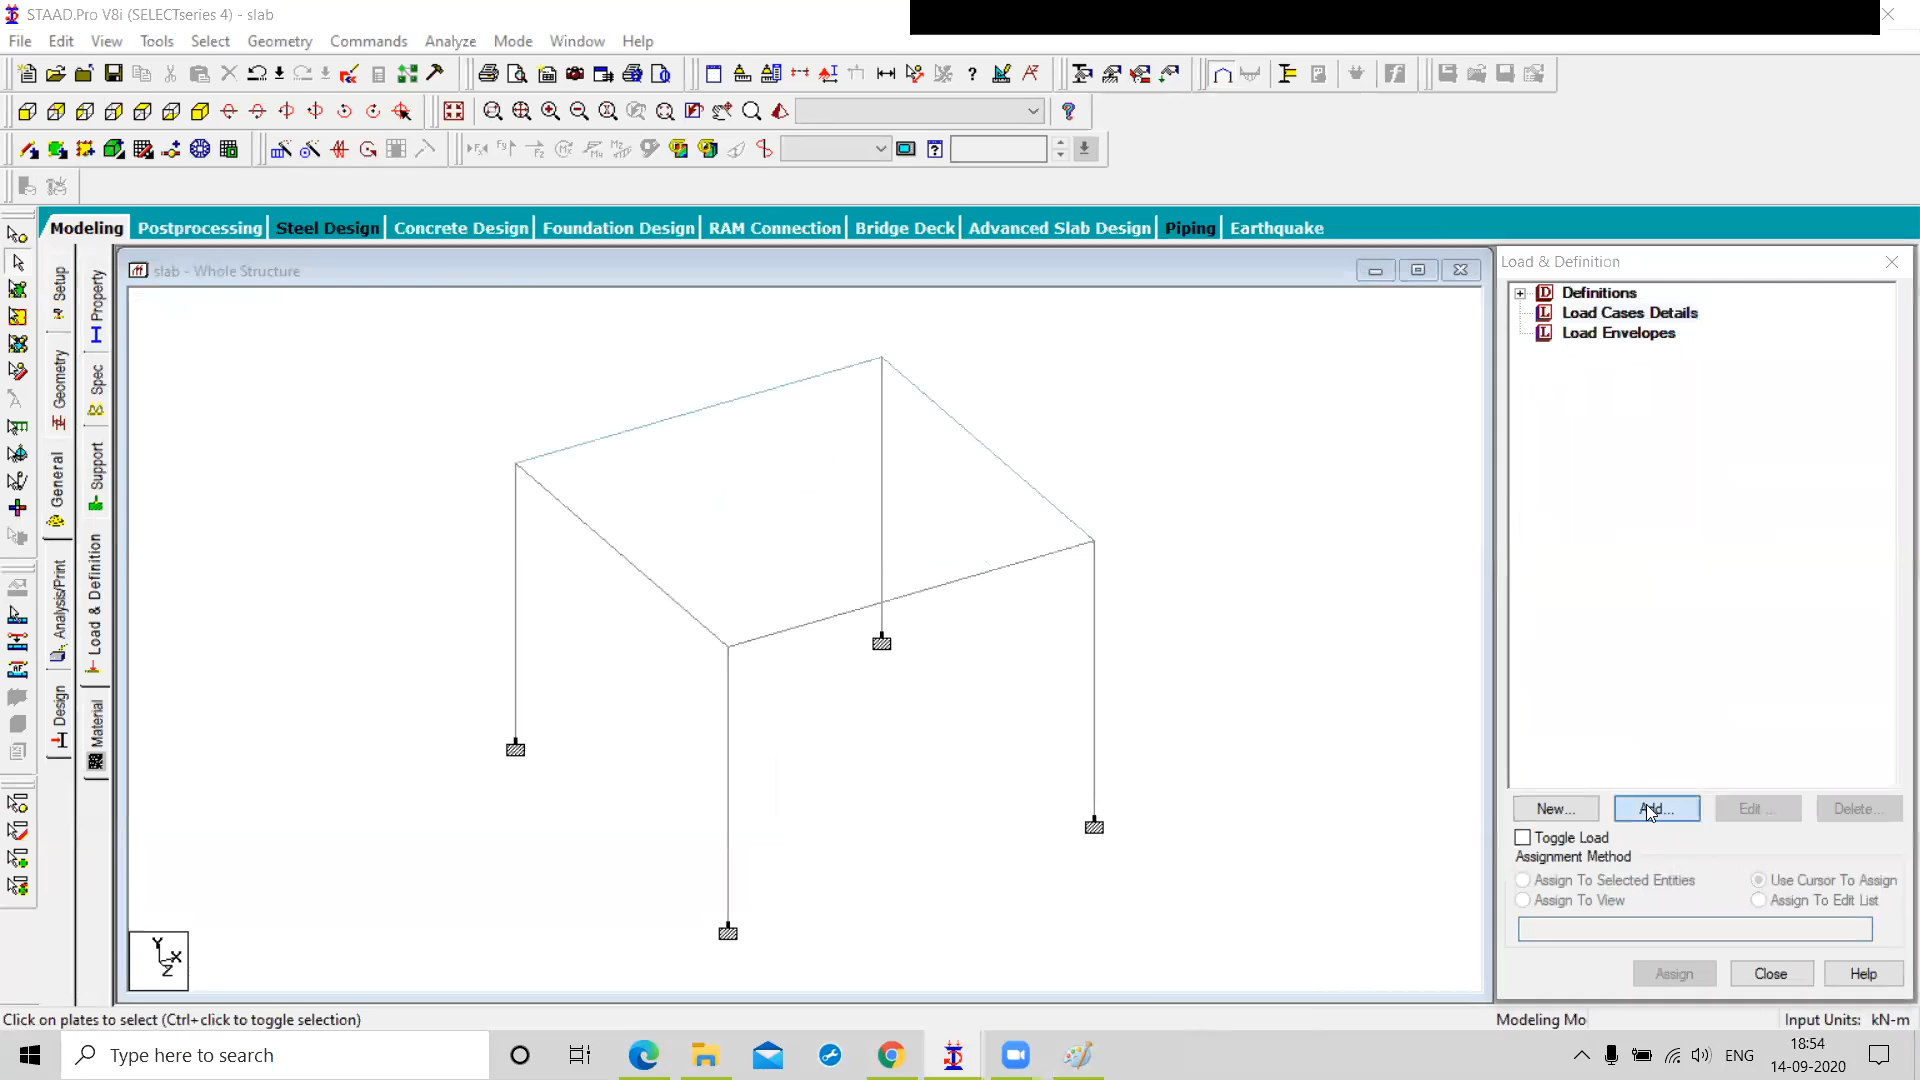 STAAD.Pro V8i (SELECTseries 4) - slab
File Edit View Tools Select Geometry Commands Analyze Mode Window Help
Modeling Postprocessing Steel Design Concrete Design Foundation Design RAM Connection Bridge Deck Advanced Slab Design Piping Earthquake
Setup
Geometry
General
Analysis/Print
Design
Property
Spec
Support
Load & Definition
Material
slab - Whole Structure
Y
X
Z
Load & Definition
Definitions
Load Cases Details
Load Envelopes
New... Add... Edit ... Delete...
Toggle Load
Assignment Method
Assign To Selected Entities Use Cursor To Assign
Assign To View Assign To Edit List
Assign Close Help
Click on plates to select (Ctrl+click to toggle selection) Modeling Mo Input Units: kN-m
Type here to search
ENG
18:54
14-09-2020